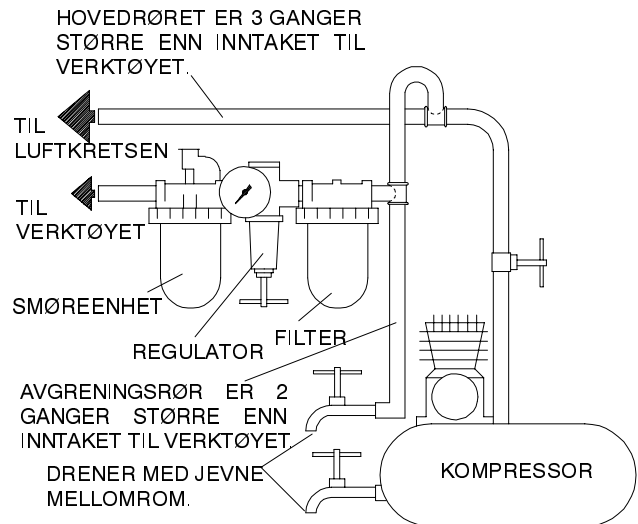 HOVEDRØRET ER 3 GANGER
STØRRE ENN INNTAKET TIL
VERKTØYET.
TIL
LUFTKRETSEN
TIL
VERKTØYET
SMØREENHET
REGULATOR
FILTER
AVGRENINGSRØR ER 2
GANGER STØRRE ENN
INNTAKET TIL VERKTØYET
DRENER MED JEVNE
MELLOMROM.
KOMPRESSOR